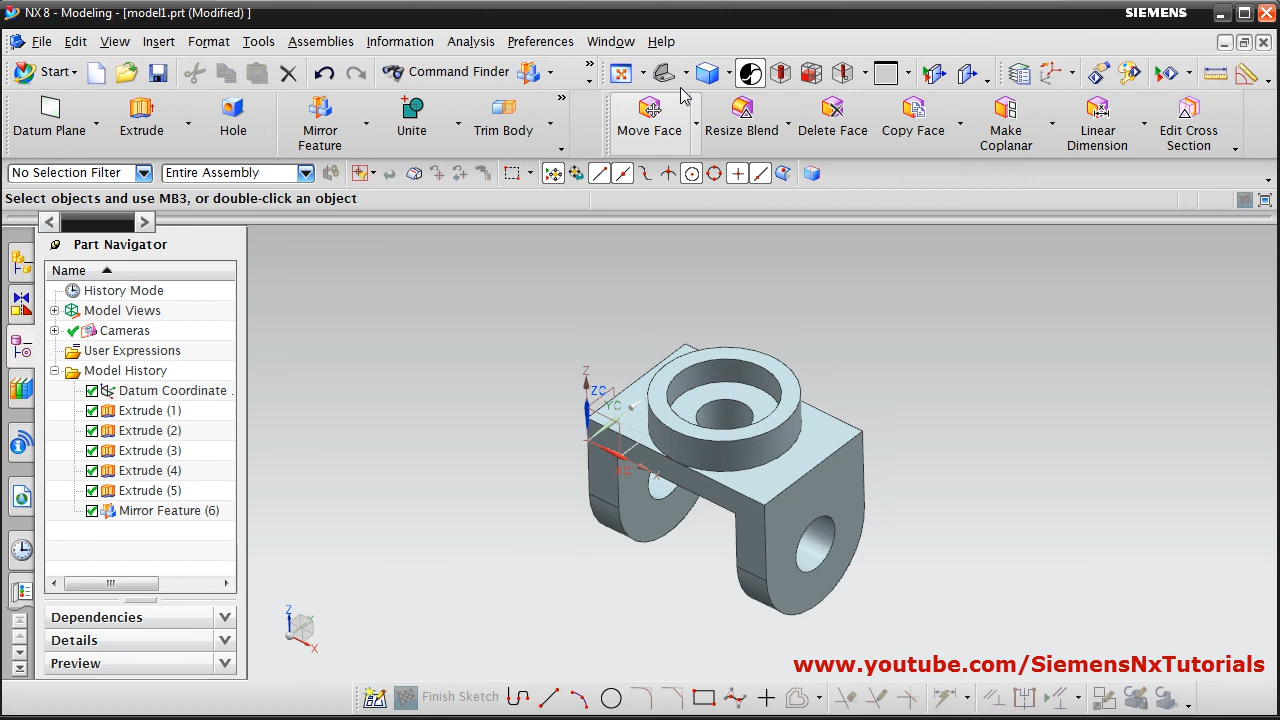 NX 8 - Modeling - [model1.prt (Modified) ]
SIEMENS
File Edit View Insert Format Tools Assemblies Information Analysis Preferences Window Help
Start Command Finder
Datum Plane Extrude Hole Mirror Feature Unite Trim Body Move Face Resize Blend Delete Face Copy Face Make Coplanar Linear Dimension Edit Cross Section
No Selection Filter Entire Assembly
Select objects and use MB3, or double-click an object
Part Navigator
Name
History Mode
Model Views
Cameras
User Expressions
Model History
Datum Coordinate .
Extrude (1)
Extrude (2)
Extrude (3)
Extrude (4)
Extrude (5)
Mirror Feature (6)
Dependencies
Details
Preview
Z
ZC
YC
XC
X
Z
Y
X
www.youtube.com/SiemensNxTutorials
Finish Sketch